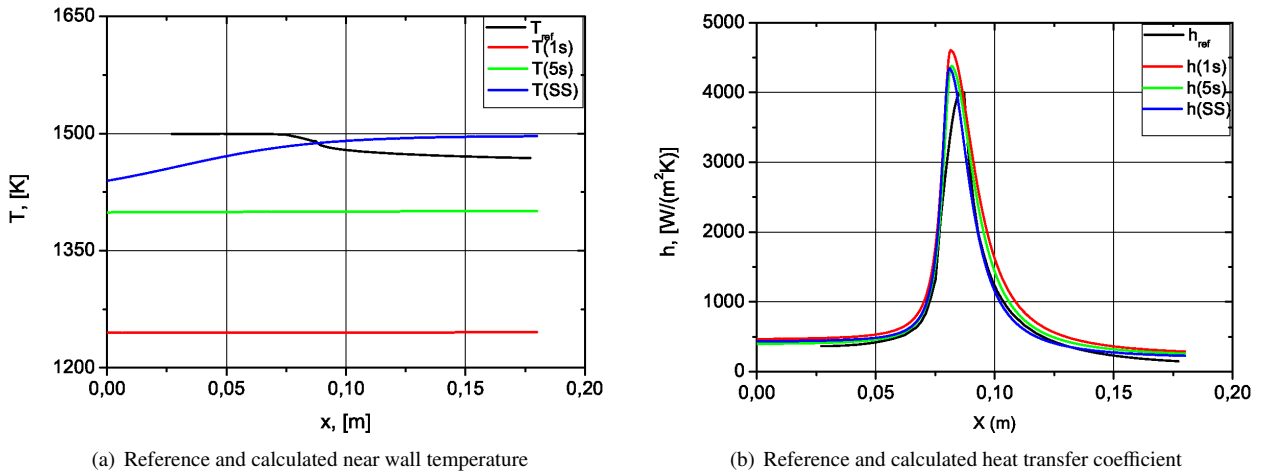 1650
1500
1350
1200
T, [K]
T_ref
T(1s)
T(5s)
T(SS)
0,00 0,05 0,10 0,15 0,20
x, [m]
(a) Reference and calculated near wall temperature
5000
4000
3000
2000
1000
0
h, [W/(m²K)]
h_ref
h(1s)
h(5s)
h(SS)
0,00 0,05 0,10 0,15 0,20
X (m)
(b) Reference and calculated heat transfer coefficient